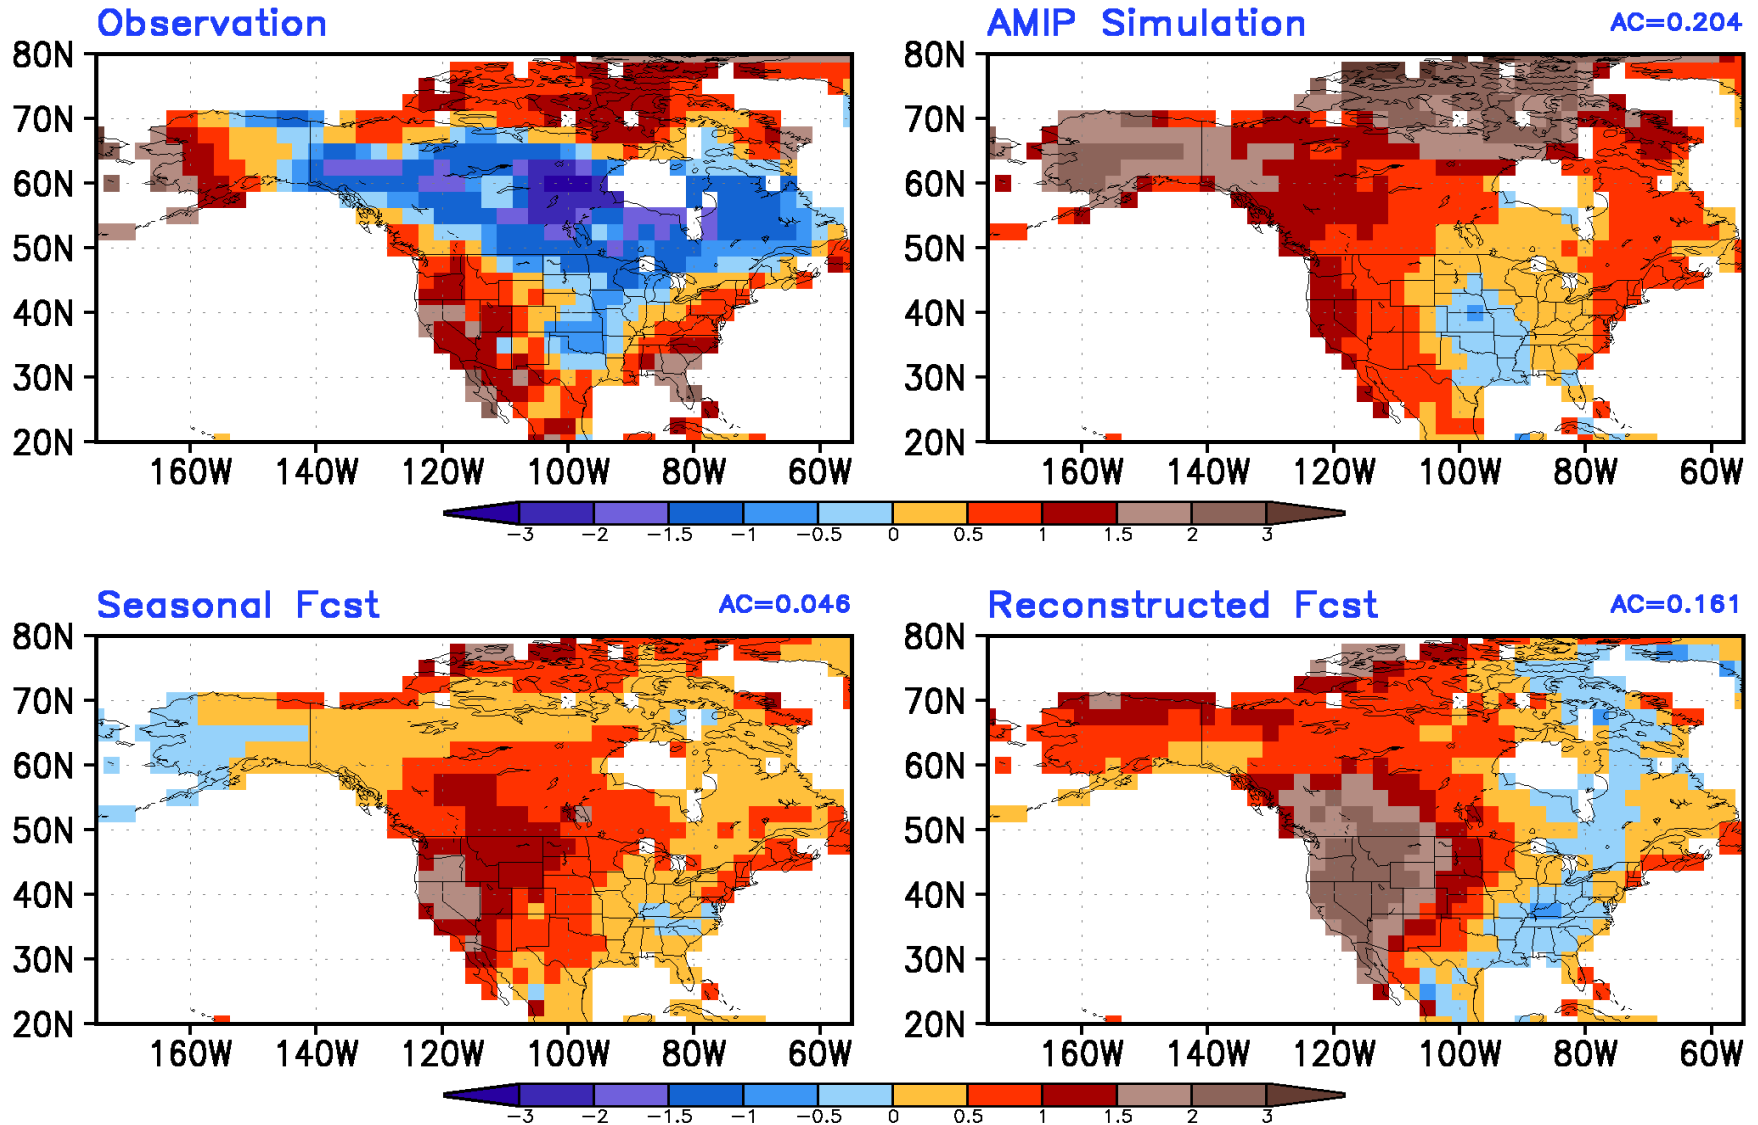 Observation
AMIP Simulation AC=0.204
80N
70N
60N
50N
40N
30N
20N
160W 140W 120W 100W 80W 60W
80N
70N
60N
50N
40N
30N
20N
160W 140W 120W 100W 80W 60W
-3 -2 -1.5 -1 -0.5 0 0.5 1 1.5 2 3
Seasonal Fcst AC=0.046
Reconstructed Fcst AC=0.161
80N
70N
60N
50N
40N
30N
20N
160W 140W 120W 100W 80W 60W
80N
70N
60N
50N
40N
30N
20N
160W 140W 120W 100W 80W 60W
-3 -2 -1.5 -1 -0.5 0 0.5 1 1.5 2 3